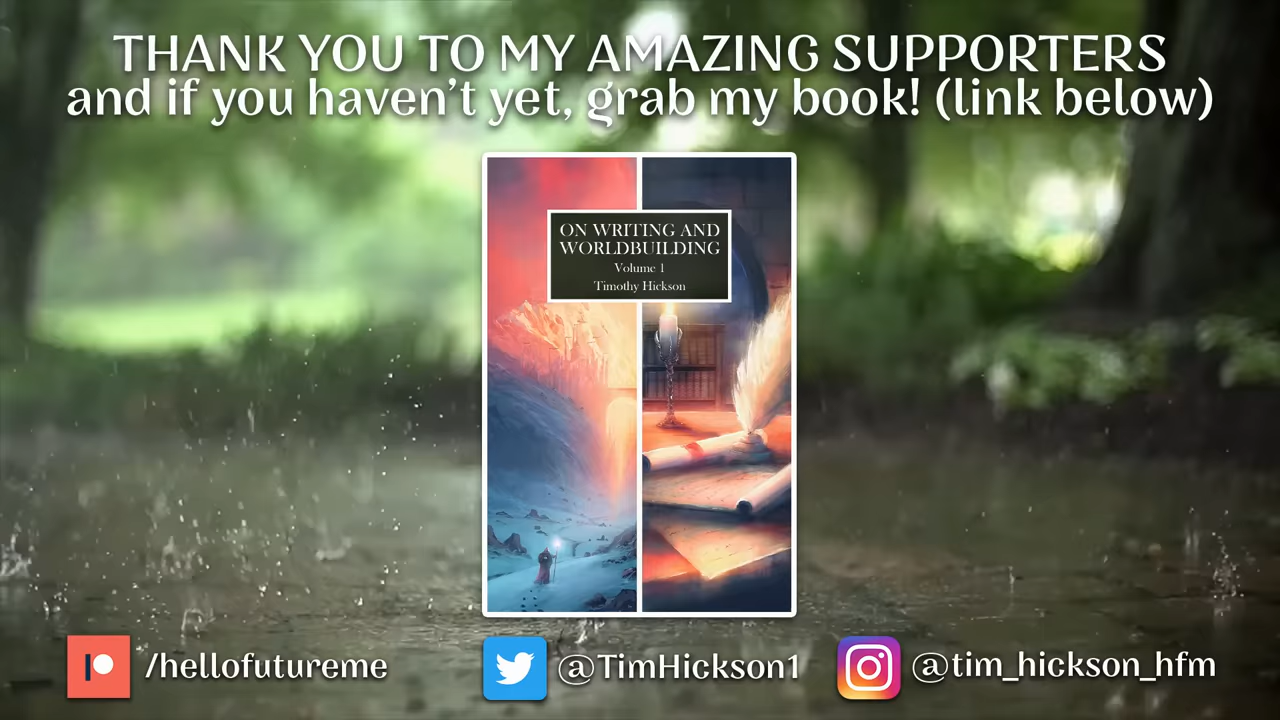 THANK YOU TO MY AMAZING SUPPORTERS
and if you haven't yet, grab my book! (link below)
ON WRITING AND
WORLDBUILDING
Volume 1
Timothy Hickson
/hellofutureme
@TimHickson1
@tim_hickson_hfm